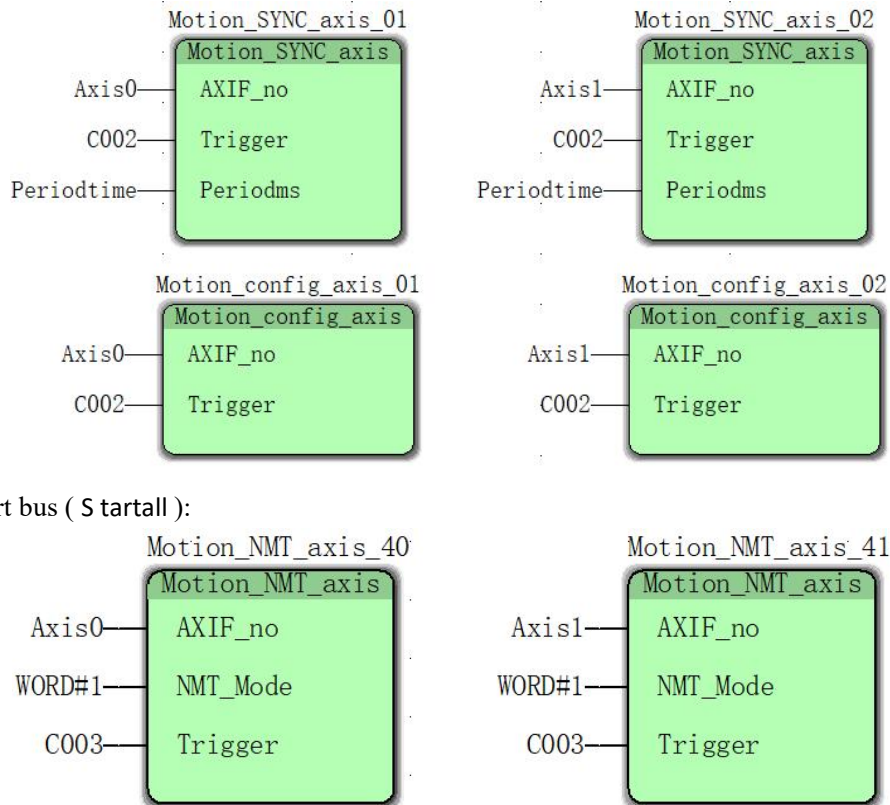 Motion_SYNC_axis_01 Motion_SYNC_axis_02
Motion_SYNC_axis Motion_SYNC_axis
Axis0 AXIF_no Axis1 AXIF_no
C002 Trigger C002 Trigger
Periodtime Periodms Periodtime Periodms
Motion_config_axis_01 Motion_config_axis_02
Motion_config_axis Motion_config_axis
Axis0 AXIF_no Axis1 AXIF_no
C002 Trigger C002 Trigger
rt bus ( S tartall ):
Motion_NMT_axis_40 Motion_NMT_axis_41
Motion_NMT_axis Motion_NMT_axis
Axis0 AXIF_no Axis1 AXIF_no
WORD#1 NMT_Mode WORD#1 NMT_Mode
C003 Trigger C003 Trigger